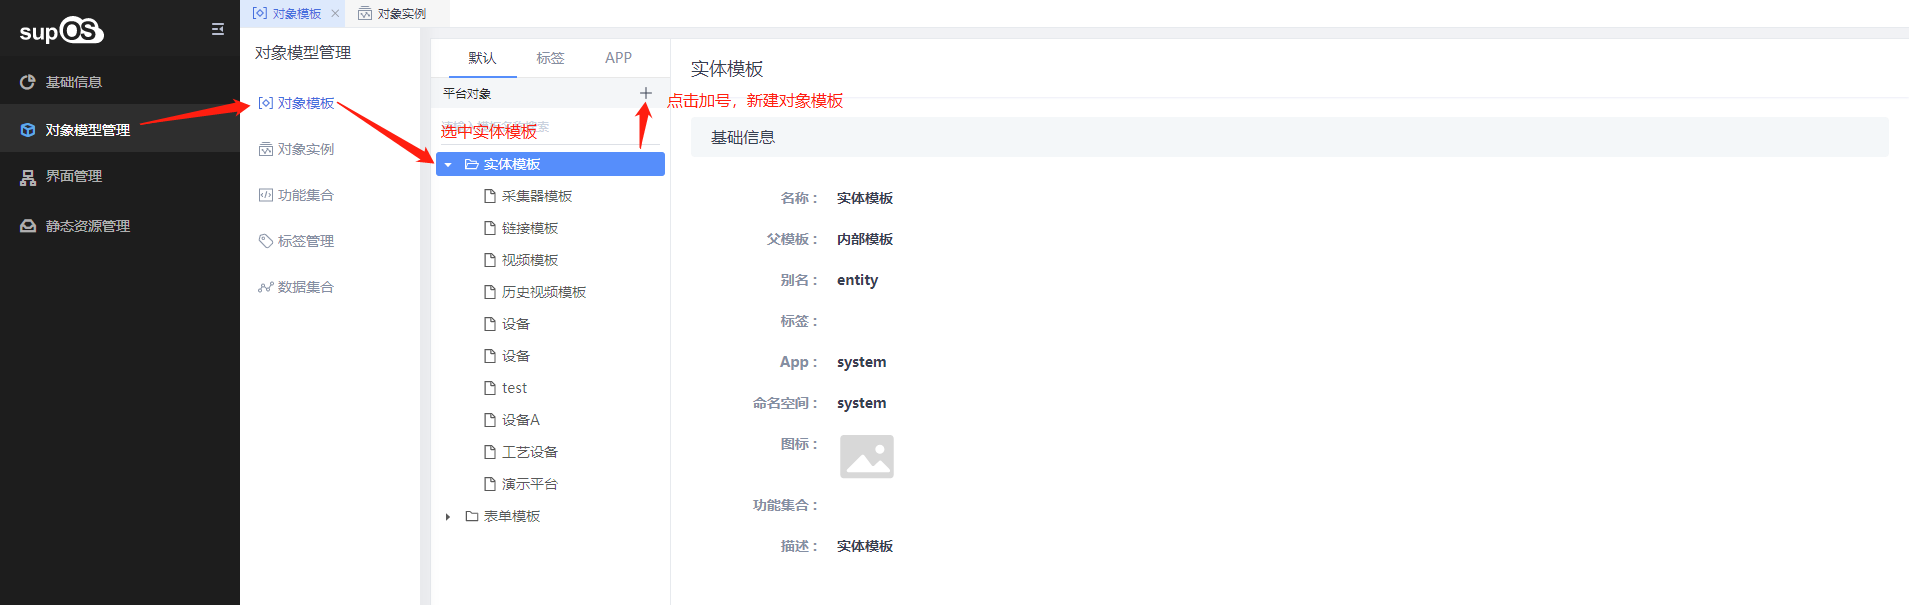 supOS
基础信息
对象模型管理
界面管理
静态资源管理
对象模板 ×
对象实例
对象模型管理
对象模板
对象实例
功能集合
标签管理
数据集合
默认 标签 APP
平台对象
点击加号，新建对象模板
选中实体模板
实体模板
采集器模板
链接模板
视频模板
历史视频模板
设备
设备
test
设备A
工艺设备
演示平台
表单模板
实体模板
基础信息
名称： 实体模板
父模板： 内部模板
别名： entity
标签：
App： system
命名空间： system
图标：
功能集合：
描述： 实体模板